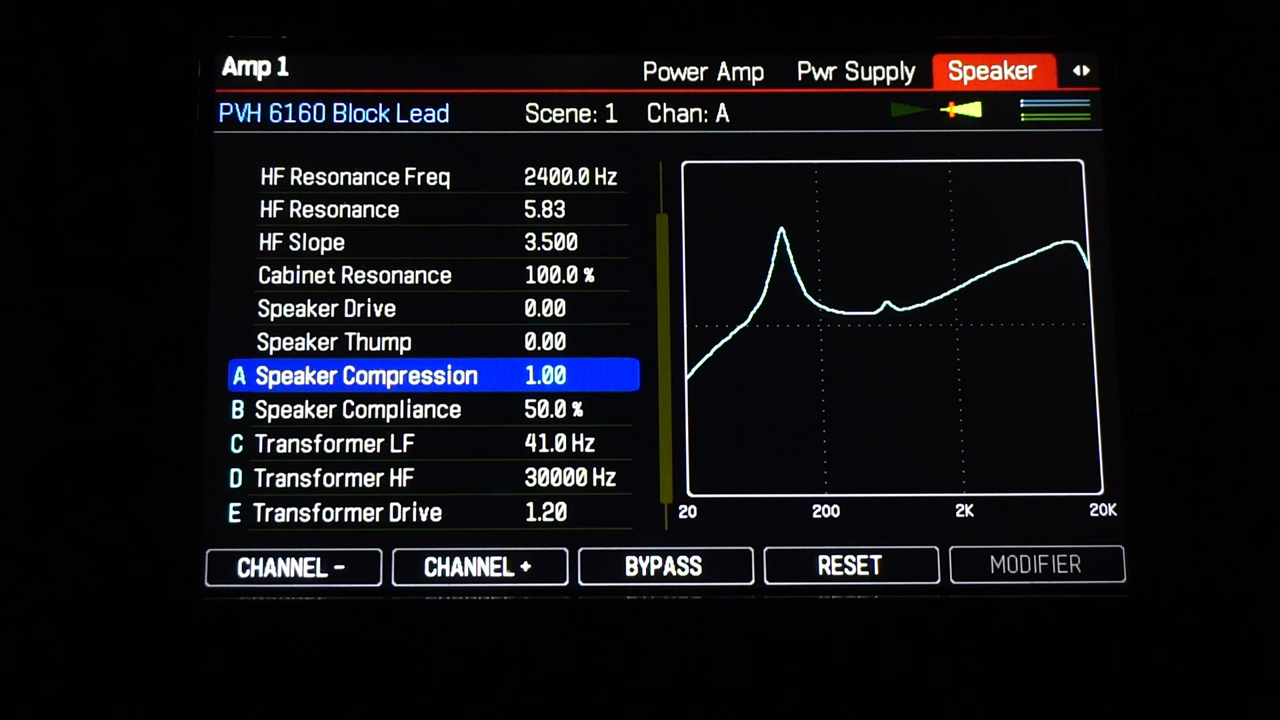 Amp 1
Power Amp Pwr Supply Speaker
PVH 6160 Block Lead Scene: 1 Chan: A
HF Resonance Freq 2400.0 Hz
HF Resonance 5.83
HF Slope 3.500
Cabinet Resonance 100.0 %
Speaker Drive 0.00
Speaker Thump 0.00
A Speaker Compression 1.00
B Speaker Compliance 50.0 %
C Transformer LF 41.0 Hz
D Transformer HF 30000 Hz
E Transformer Drive 1.20
20 200 2K 20K
CHANNEL - CHANNEL + BYPASS RESET MODIFIER